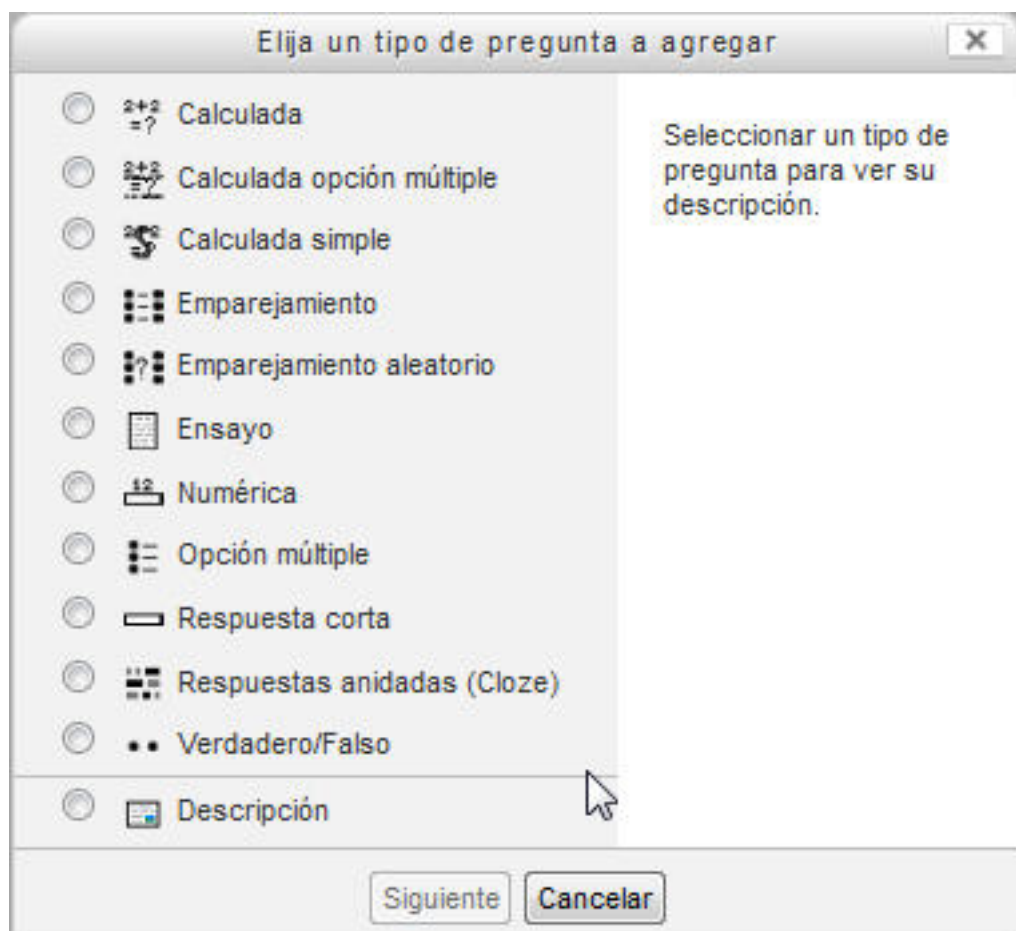 Elija un tipo de pregunta a agregar
Calculada
Calculada opción múltiple
Calculada simple
Emparejamiento
Emparejamiento aleatorio
Ensayo
Numérica
Opción múltiple
Respuesta corta
Respuestas anidadas (Cloze)
Verdadero/Falso
Descripción
Seleccionar un tipo de
pregunta para ver su
descripción.
Siguiente
Cancelar